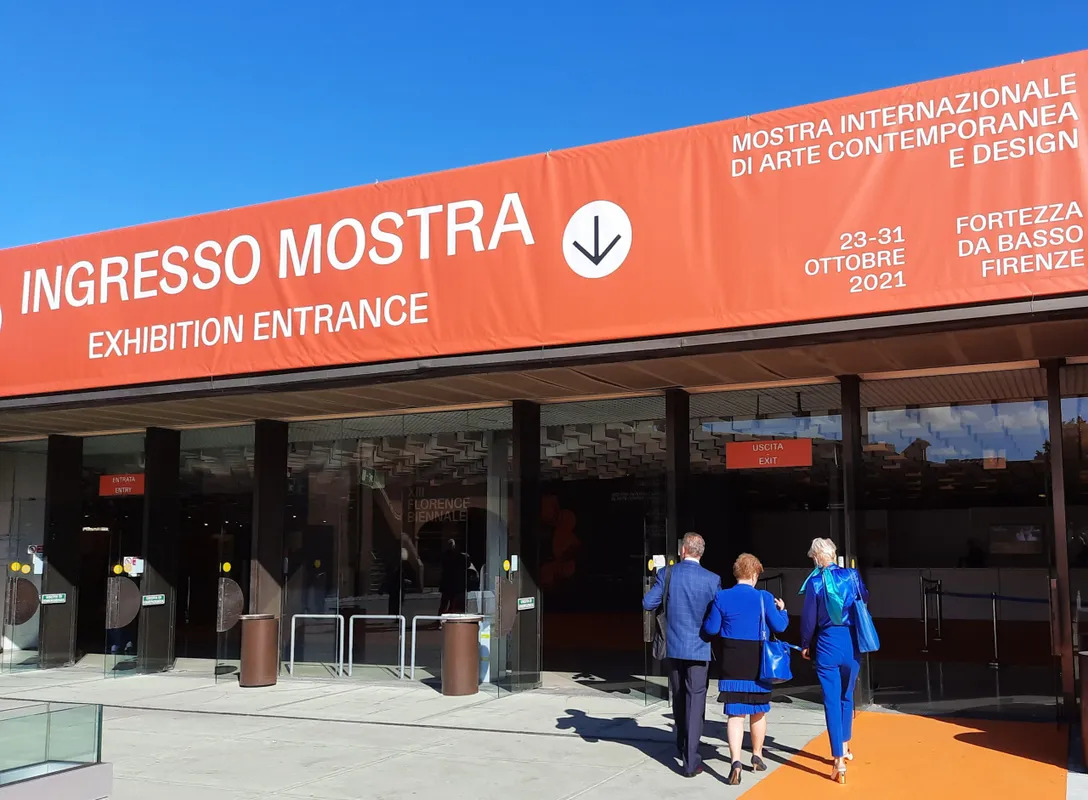 INGRESSO MOSTRA
EXHIBITION ENTRANCE
MOSTRA INTERNAZIONALE
DI ARTE CONTEMPORANEA
E DESIGN
23-31
OTTOBRE
2021
FORTEZZA
DA BASSO
FIRENZE
ENTRATA
ENTRY
XIII
FLORENCE
BIENNALE
USCITA
EXIT